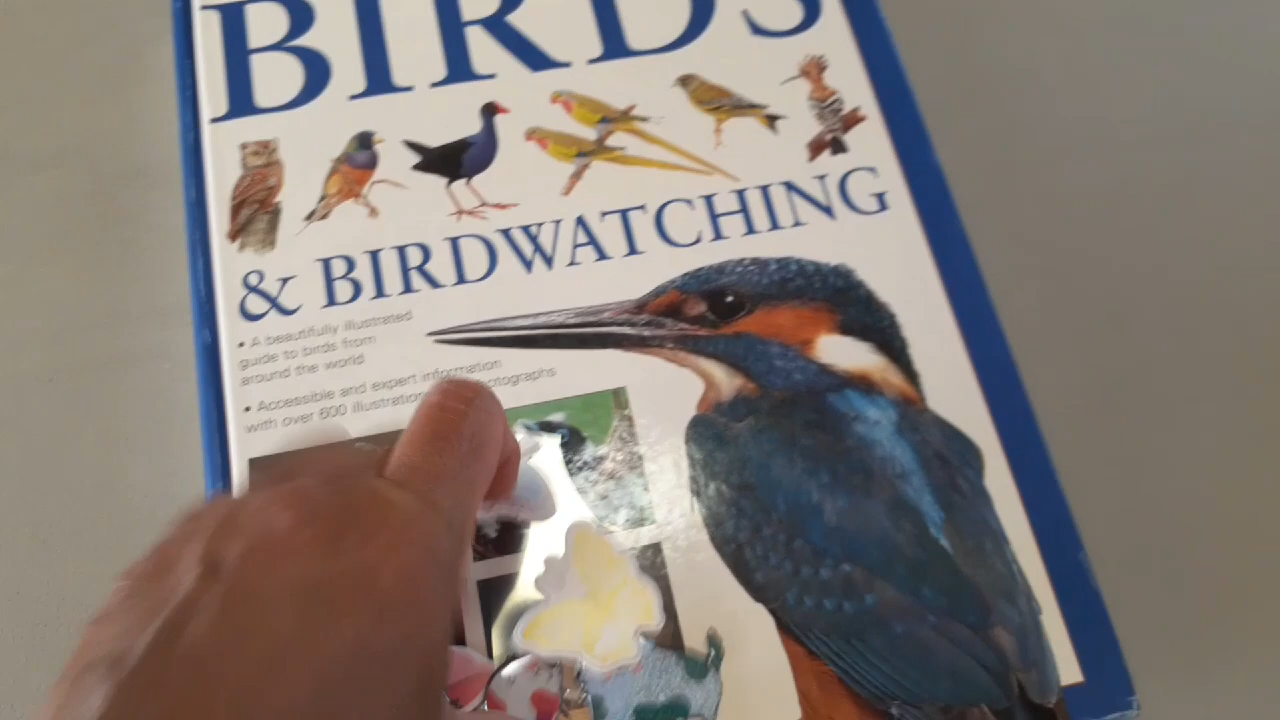 BIRDS
& BIRDWATCHING
• A beautifully illustrated
guide to birds from
around the world
• Accessible and expert information
with over 600